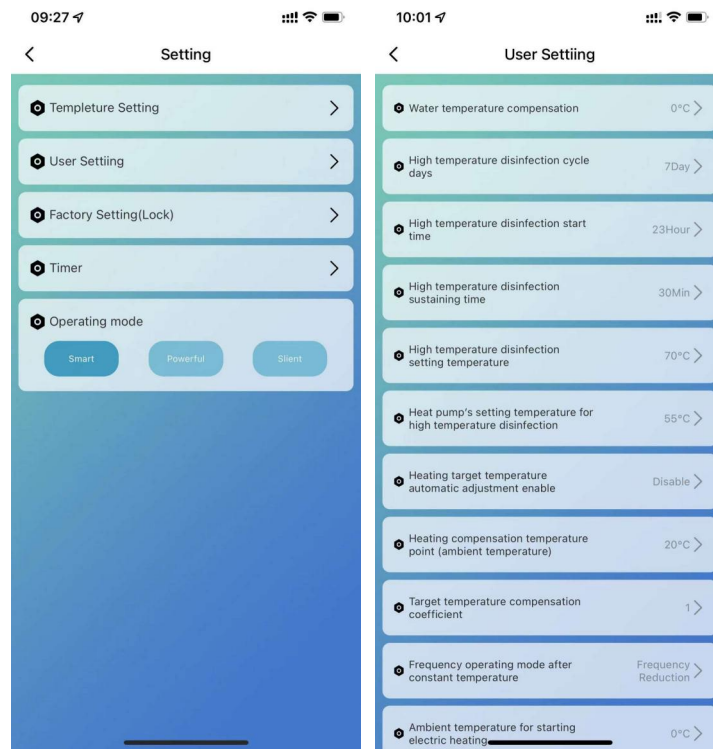 09:27
Setting
Templeture Setting
User Settiing
Factory Setting(Lock)
Timer
Operating mode
Smart
Powerful
Slient
10:01
User Settiing
Water temperature compensation
0°C
High temperature disinfection cycle
days
7Day
High temperature disinfection start
time
23Hour
High temperature disinfection
sustaining time
30Min
High temperature disinfection
setting temperature
70°C
Heat pump's setting temperature for
high temperature disinfection
55°C
Heating target temperature
automatic adjustment enable
Disable
Heating compensation temperature
point (ambient temperature)
20°C
Target temperature compensation
coefficient
1
Frequency operating mode after
constant temperature
Frequency
Reduction
Ambient temperature for starting
electric heating
0°C